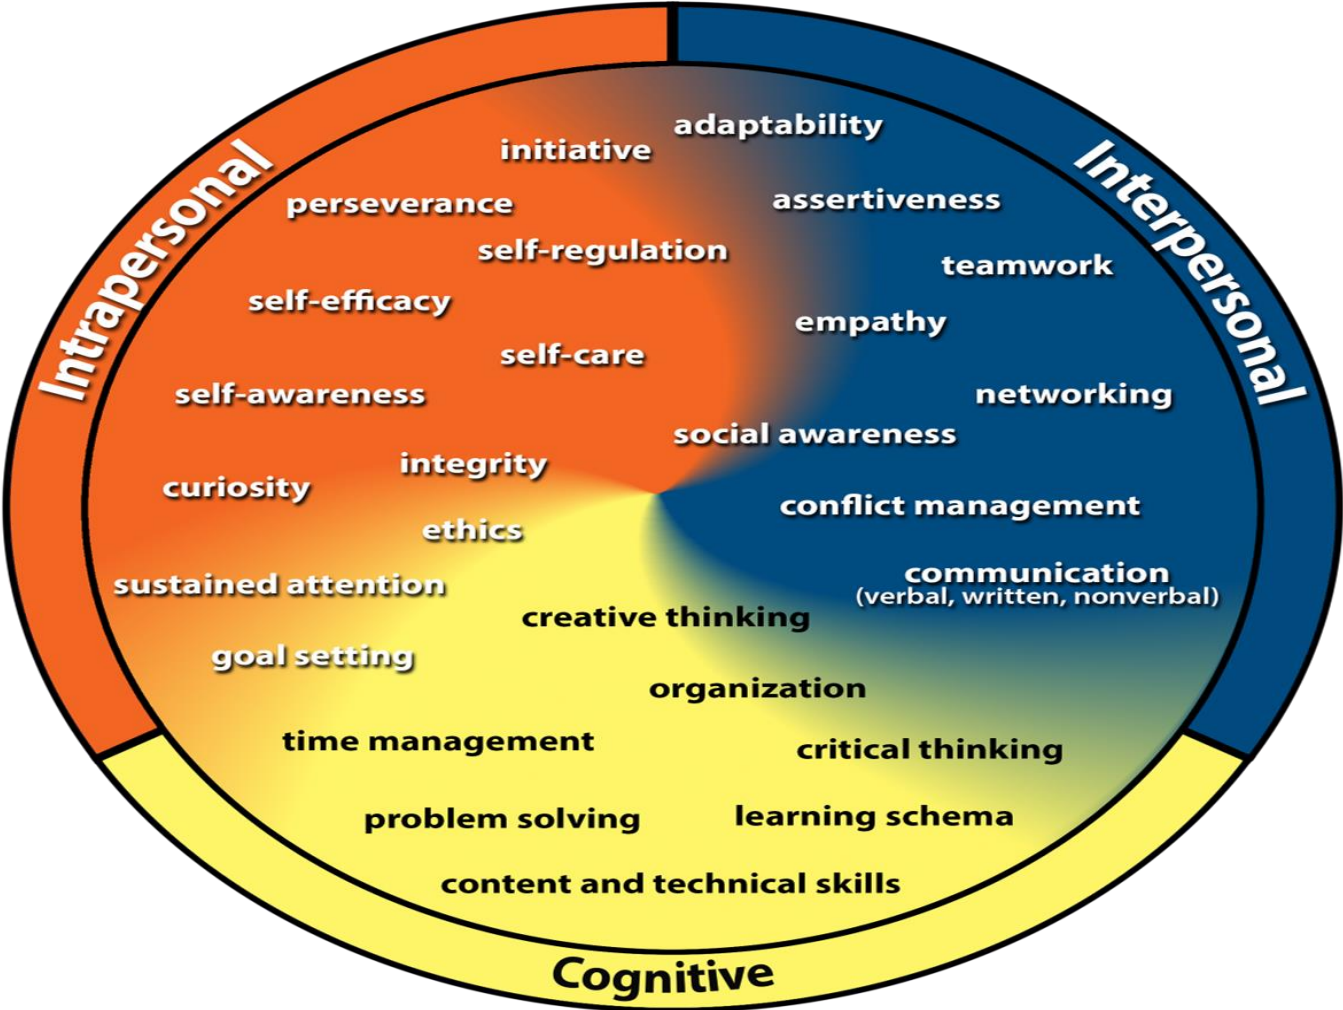 adaptability
initiative
perseverance
assertiveness
self-regulation
teamwork
self-efficacy
empathy
self-care
self-awareness
networking
social awareness
integrity
curiosity
conflict management
ethics
sustained attention
communication
(verbal, written, nonverbal)
creative thinking
goal setting
organization
time management
critical thinking
problem solving
learning schema
content and technical skills
Intrapersonal
Interpersonal
Cognitive